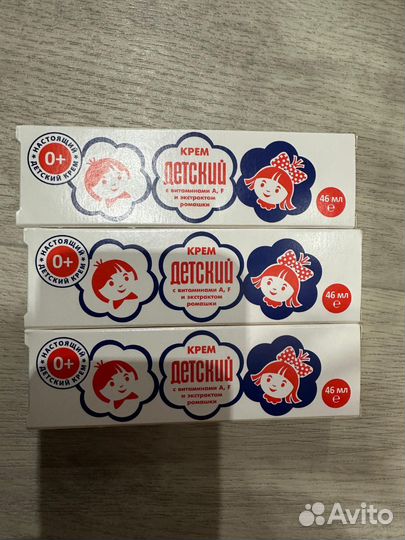 НАСТОЯЩИЙ
ДЕТСКИЙ КРЕМ
0+
КРЕМ
ДЕТСКИЙ
с витаминами А, F
и экстрактом
ромашки
46 мл
е
НАСТОЯЩИЙ
ДЕТСКИЙ КРЕМ
0+
КРЕМ
ДЕТСКИЙ
с витаминами А, F
и экстрактом
ромашки
46 мл
е
НАСТОЯЩИЙ
ДЕТСКИЙ КРЕМ
0+
КРЕМ
ДЕТСКИЙ
с витаминами А, F
и экстрактом
ромашки
46 мл
е
Avito